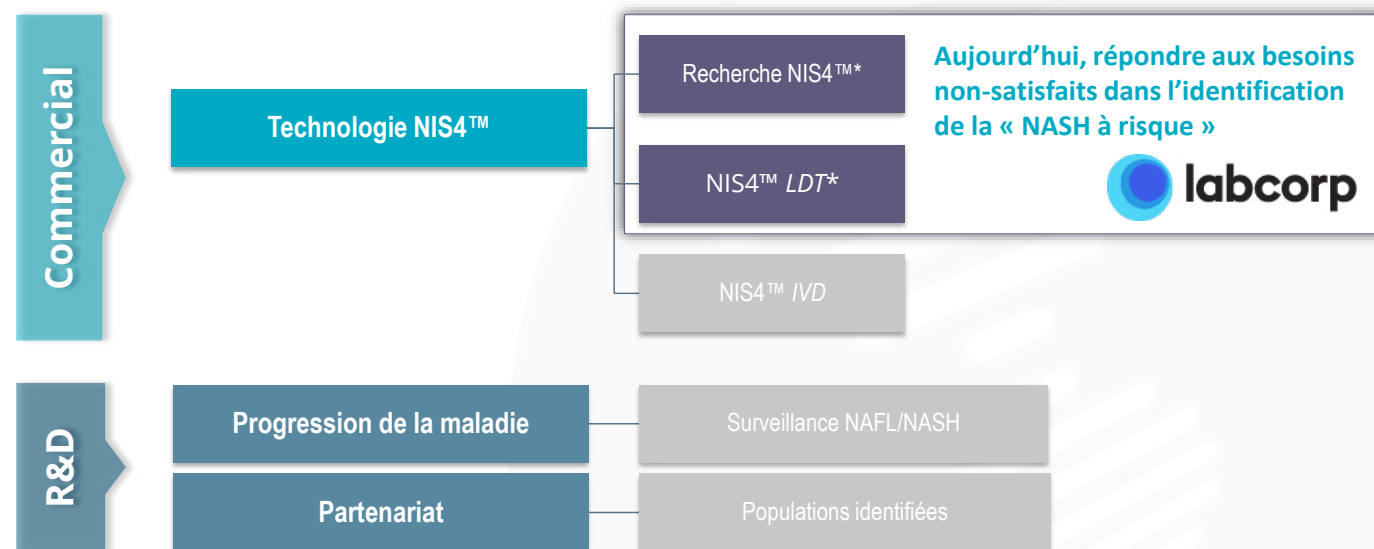 Commercial
Technologie NIS4™
Recherche NIS4™*
NIS4™ LDT*
NIS4™ IVD
Aujourd’hui, répondre aux besoins
non-satisfaits dans l’identification
de la « NASH à risque »
labcorp
R&D
Progression de la maladie
Surveillance NAFL/NASH
Partenariat
Populations identifiées